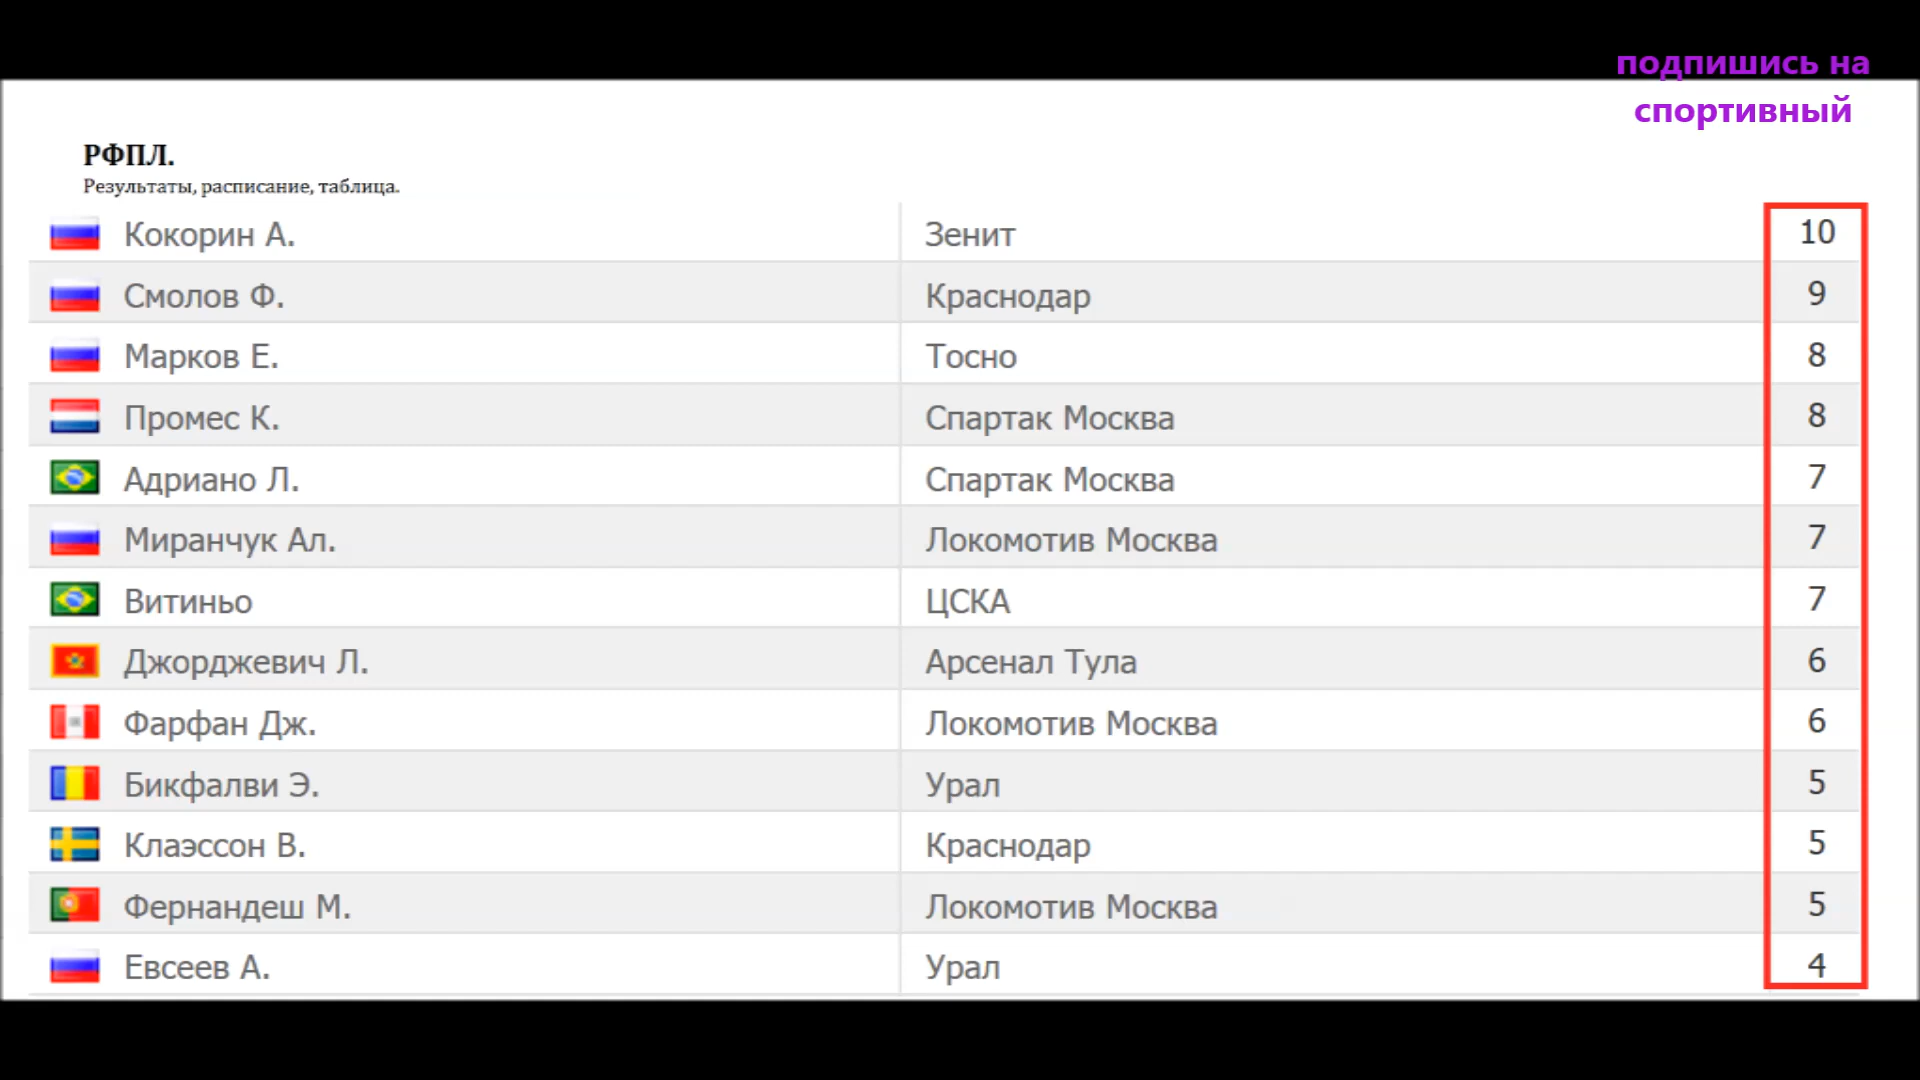 подпишись на
спортивный
РФПЛ.
Результаты, расписание, таблица.
Кокорин А. Зенит 10
Смолов Ф. Краснодар 9
Марков Е. Тосно 8
Промес К. Спартак Москва 8
Адриано Л. Спартак Москва 7
Миранчук Ал. Локомотив Москва 7
Витиньо ЦСКА 7
Джорджевич Л. Арсенал Тула 6
Фарфан Дж. Локомотив Москва 6
Бикфалви Э. Урал 5
Клаэссон В. Краснодар 5
Фернандеш М. Локомотив Москва 5
Евсеев А. Урал 4